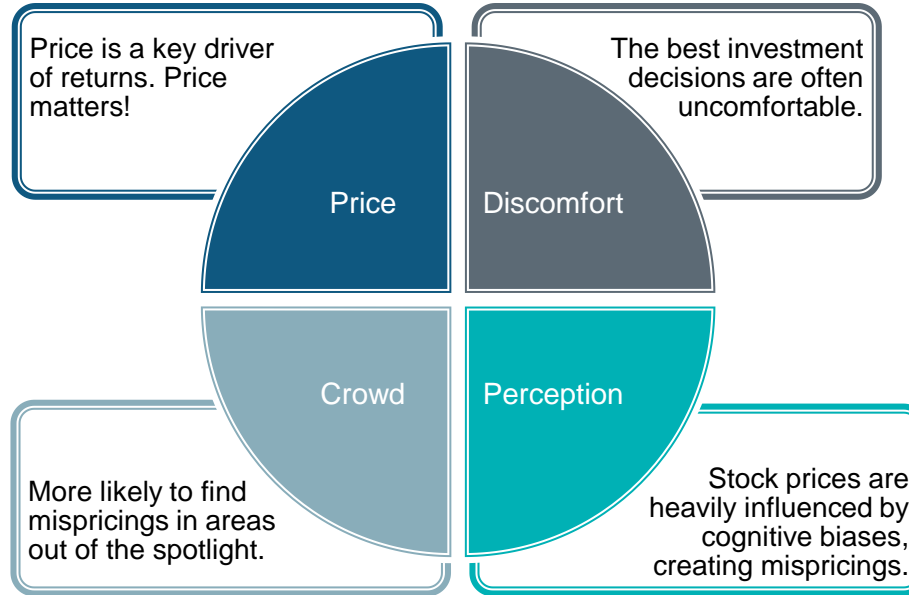 Price is a key driver
of returns. Price
matters!
The best investment
decisions are often
uncomfortable.
Price
Discomfort
Crowd
Perception
More likely to find
mispricings in areas
out of the spotlight.
Stock prices are
heavily influenced by
cognitive biases,
creating mispricings.